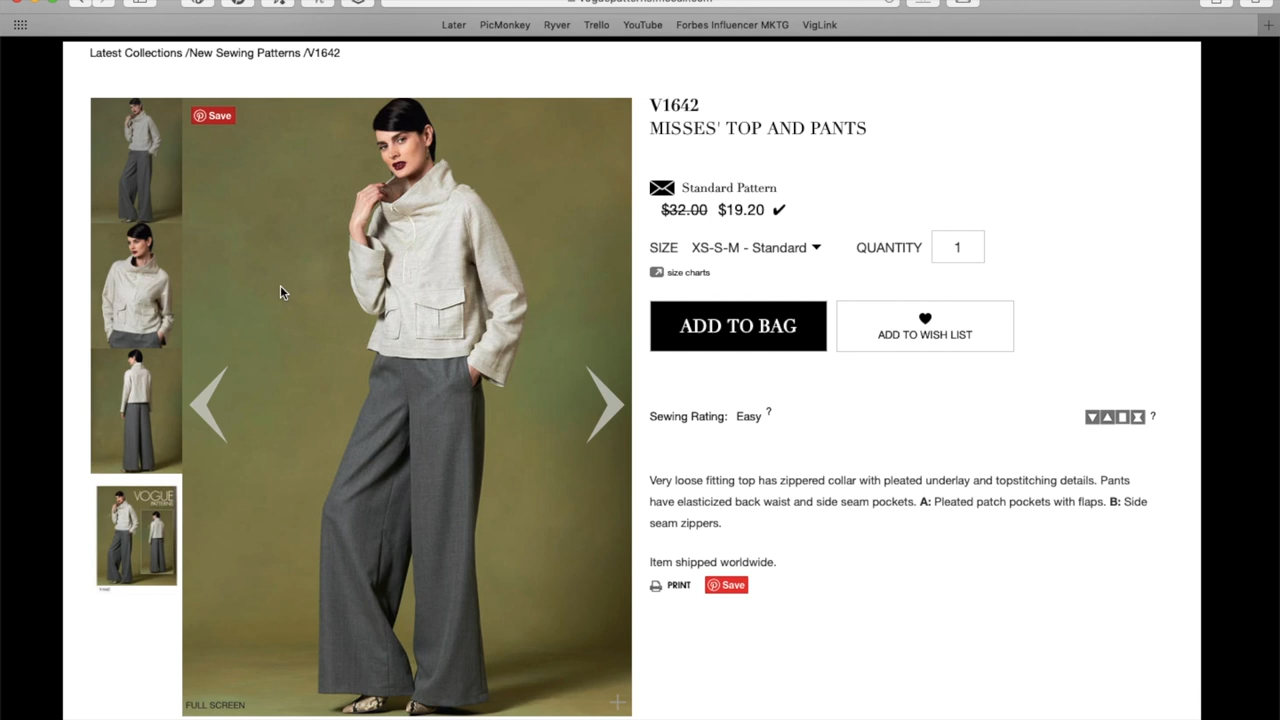 Later PicMonkey Ryver Trello YouTube Forbes Influencer MKTG VigLink
Latest Collections /New Sewing Patterns /V1642
Save
V1642
MISSES' TOP AND PANTS
Standard Pattern
$32.00 $19.20 ✔
SIZE XS-S-M - Standard QUANTITY 1
size charts
ADD TO BAG
ADD TO WISH LIST
Sewing Rating: Easy ?
?
Very loose fitting top has zippered collar with pleated underlay and topstitching details. Pants
have elasticized back waist and side seam pockets. A: Pleated patch pockets with flaps. B: Side
seam zippers.
Item shipped worldwide.
PRINT Save
VOGUE
PATTERNS
FULL SCREEN